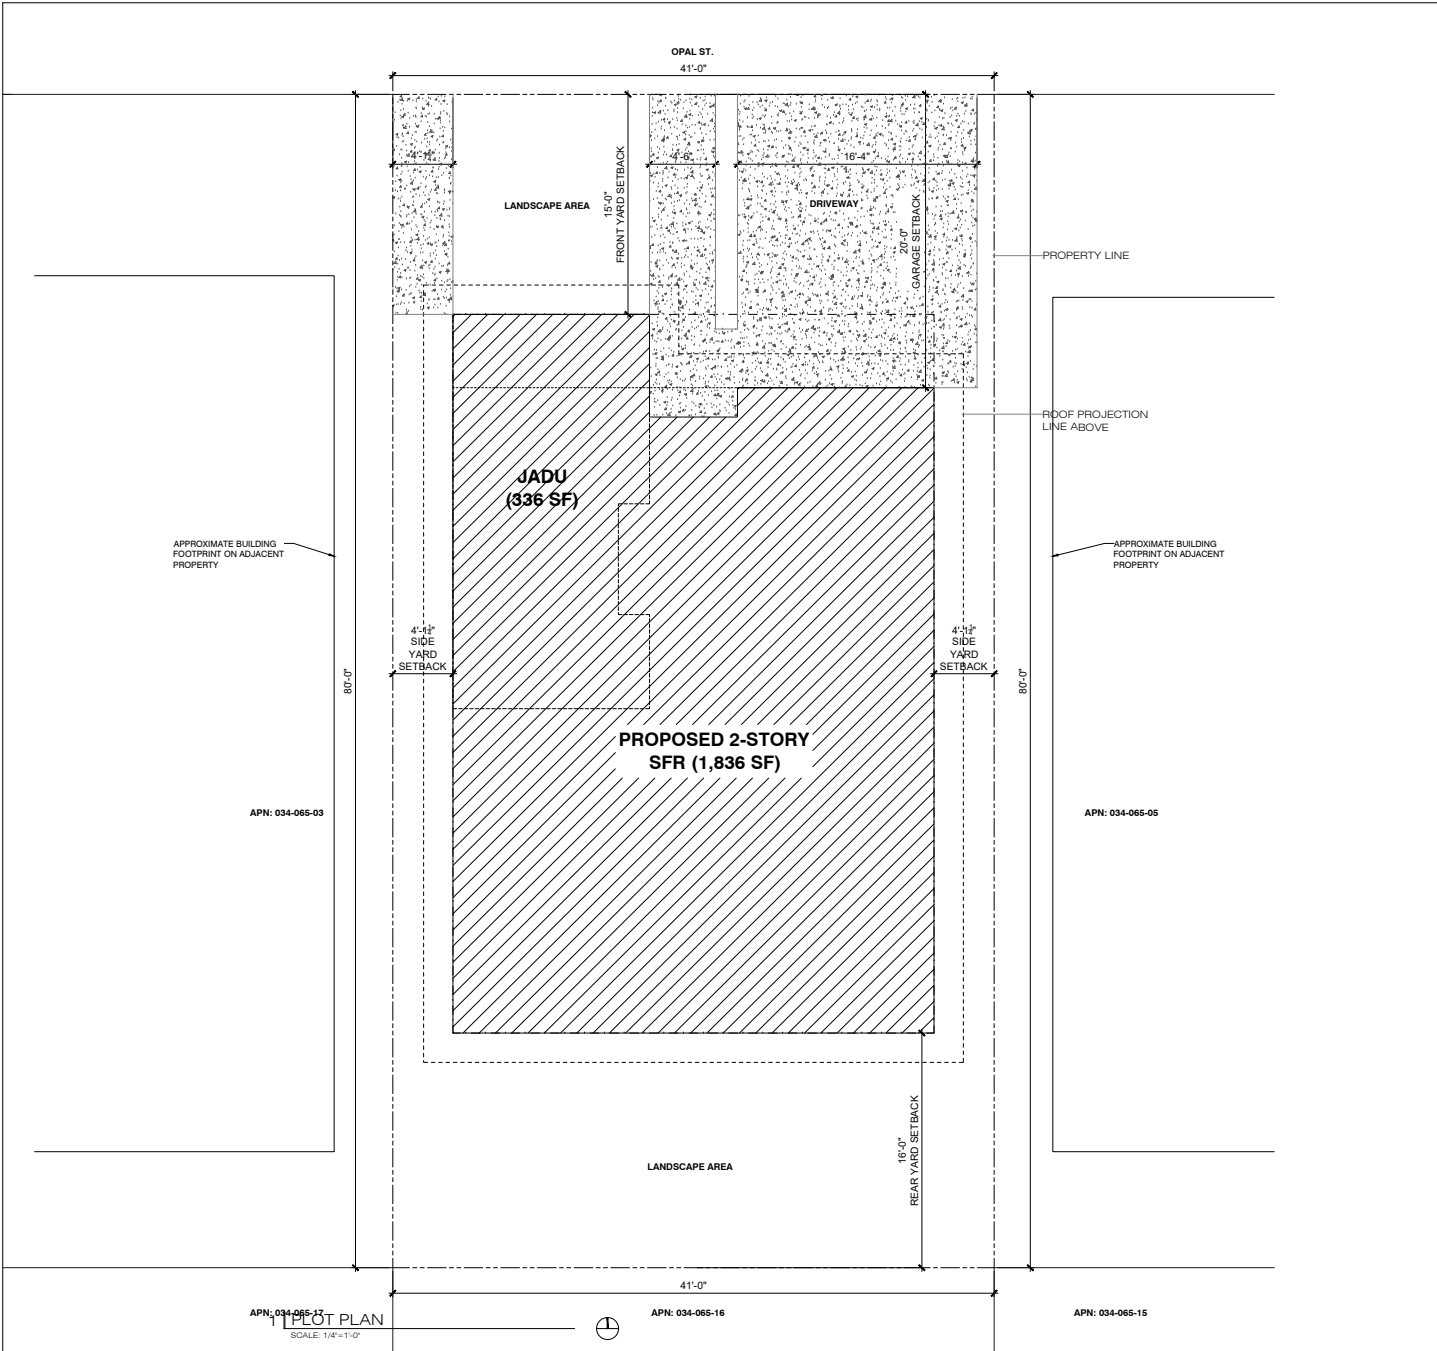 OPAL ST.
41'-0"
4'-1½"
4'-6"
16'-4"
LANDSCAPE AREA
15'-0"
FRONT YARD SETBACK
DRIVEWAY
20'-0"
GARAGE SETBACK
PROPERTY LINE
ROOF PROJECTION
LINE ABOVE
JADU
(336 SF)
APPROXIMATE BUILDING
FOOTPRINT ON ADJACENT
PROPERTY
APPROXIMATE BUILDING
FOOTPRINT ON ADJACENT
PROPERTY
4'-1½"
SIDE
YARD
SETBACK
4'-1½"
SIDE
YARD
SETBACK
80'-0"
80'-0"
PROPOSED 2-STORY
SFR (1,836 SF)
APN: 034-065-03
APN: 034-065-05
16'-0"
REAR YARD SETBACK
LANDSCAPE AREA
41'-0"
APN: 034-065-17
APN: 034-065-16
APN: 034-065-15
1 PLOT PLAN
SCALE: 1/4"=1'-0"